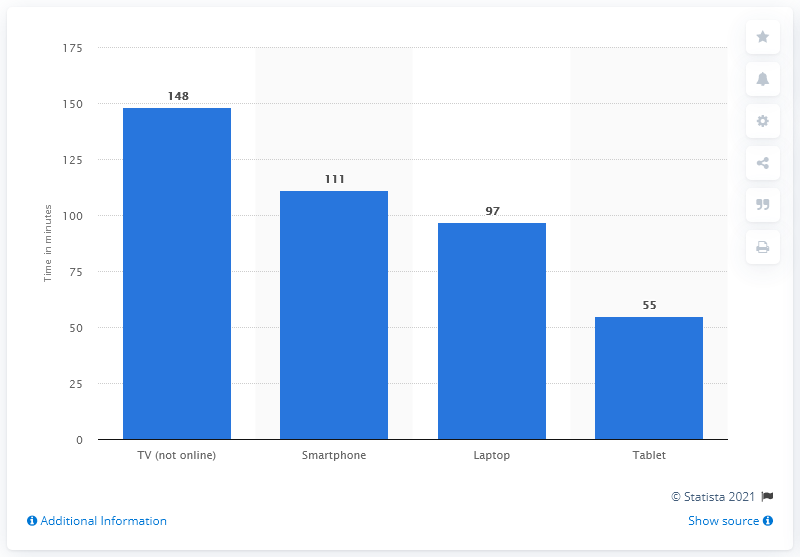 175
150
125
100
75
50
25
0
Time in minutes
148
111
97
55
TV (not online)
Smartphone
Laptop
Tablet
© Statista 2021
Additional Information
Show source